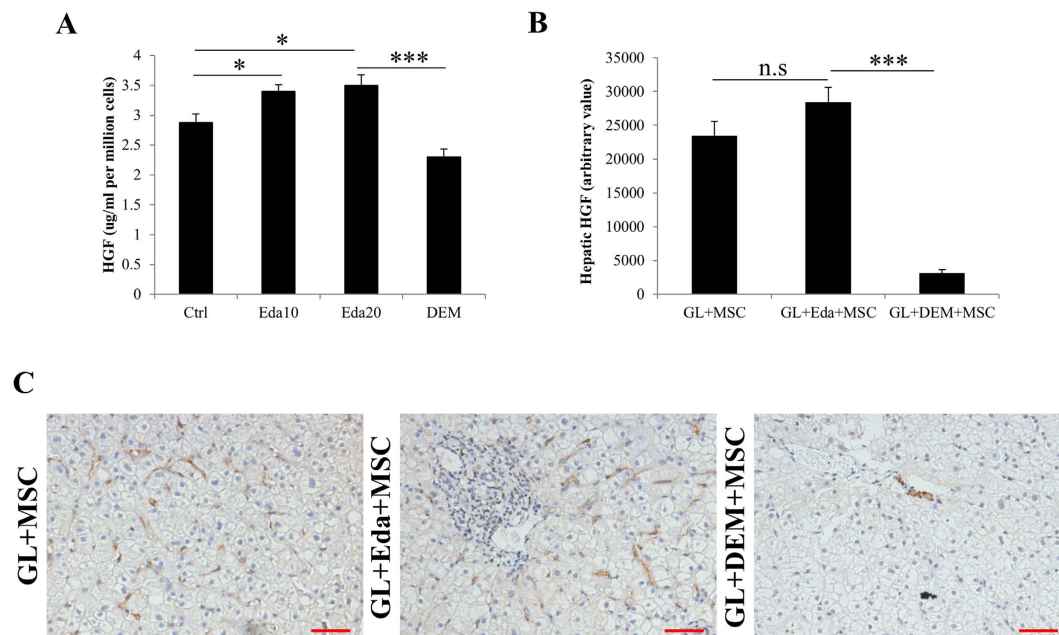 A
HGF (ug/ml per million cells)
4
3.5
3
2.5
2
1.5
1
0.5
0
*
*
***
Ctrl
Eda10
Eda20
DEM
B
Hepatic HGF (arbitrary value)
35000
30000
25000
20000
15000
10000
5000
0
n.s
***
GL+MSC
GL+Eda+MSC
GL+DEM+MSC
C
GL+MSC
GL+Eda+MSC
GL+DEM+MSC